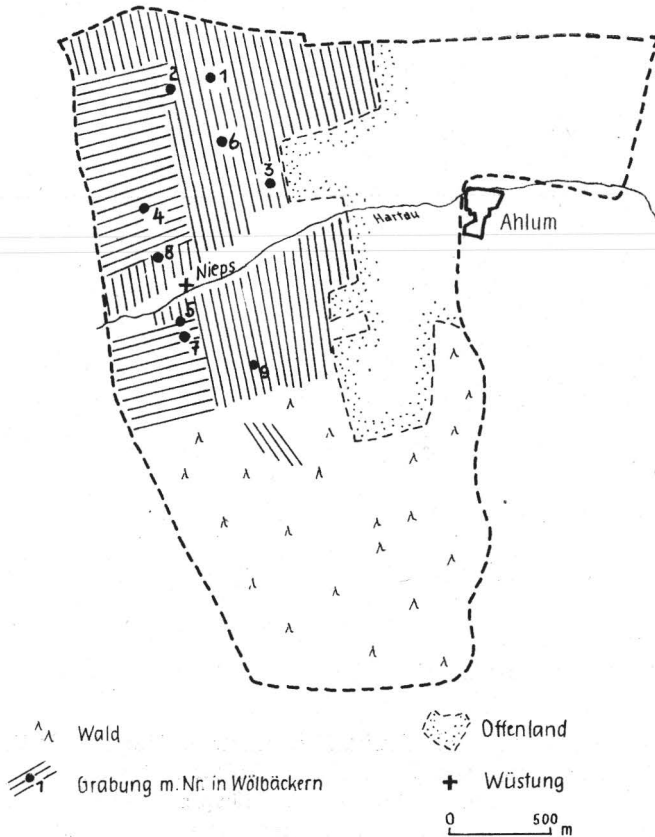 2
1
6
3
4
Hartau
Ahlum
8
Nieps
5
7
9
Wald
Offenland
1
Grabung m. Nr. in Wölbäckern
Wüstung
0 500 m